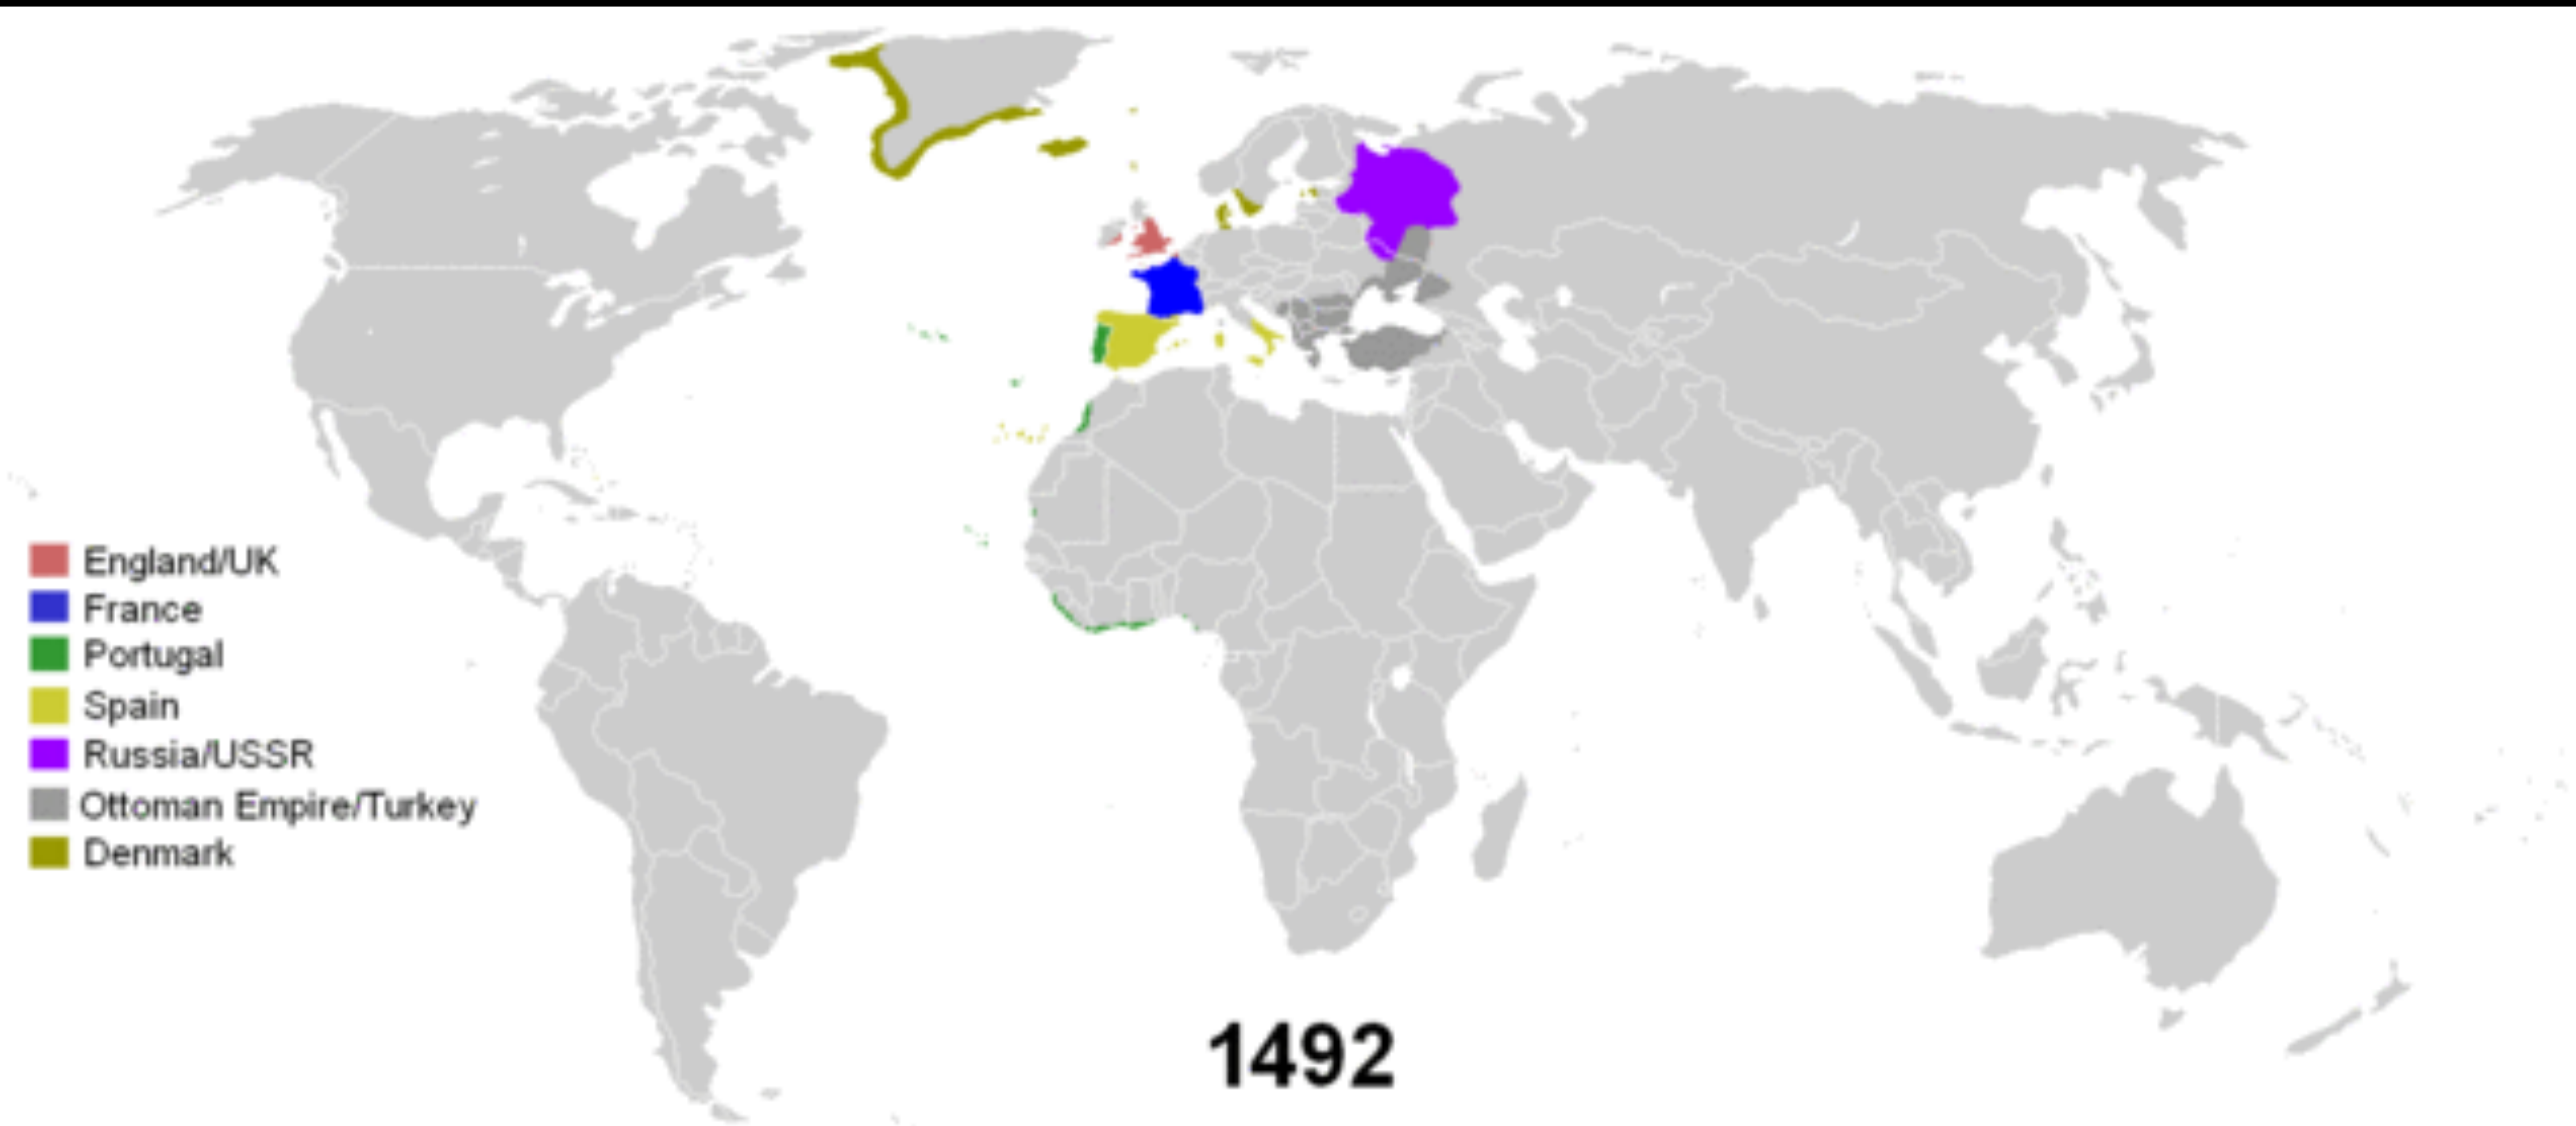 England/UK
France
Portugal
Spain
Russia/USSR
Ottoman Empire/Turkey
Denmark
1492